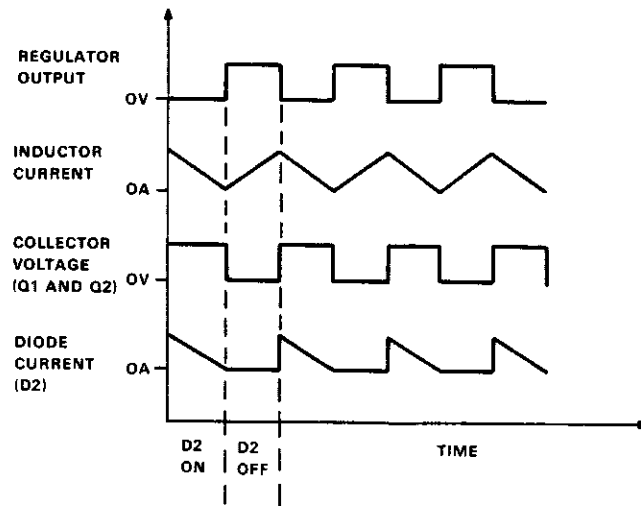 REGULATOR
OUTPUT
OV
INDUCTOR
CURRENT
OA
COLLECTOR
VOLTAGE
(Q1 AND Q2)
OV
DIODE
CURRENT
(D2)
OA
D2
ON
D2
OFF
TIME